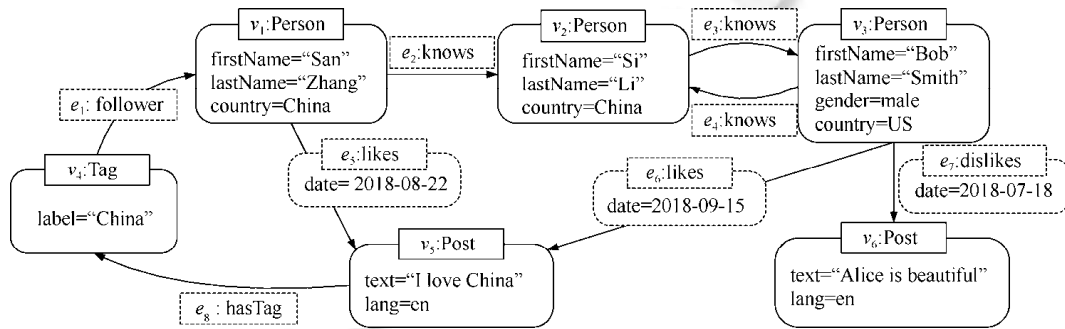 v1:Person
firstName=“San”
lastName=“Zhang”
country=China
e2:knows
v2:Person
firstName=“Si”
lastName=“Li”
country=China
e3:knows
e4:knows
v3:Person
firstName=“Bob”
lastName=“Smith”
gender=male
country=US
e1: follower
v4:Tag
label=“China”
e5:likes
date= 2018-08-22
e6:likes
date=2018-09-15
e7:dislikes
date=2018-07-18
v5:Post
text=“I love China”
lang=en
v6:Post
text=“Alice is beautiful”
lang=en
e8 : hasTag